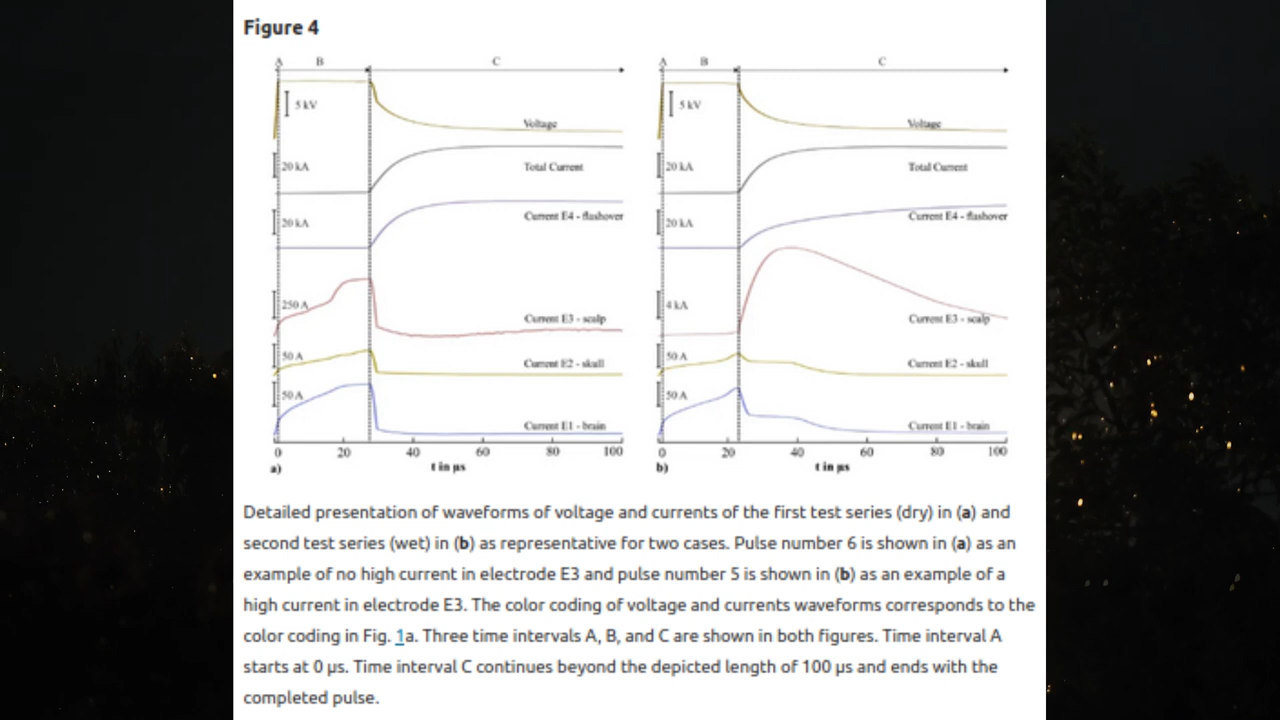 Figure 4
A B C
5 kV
Voltage
20 kA
Total Current
20 kA
Current E4 - flashover
250 A
Current E3 - scalp
50 A
Current E2 - skull
50 A
Current E1 - brain
0 20 40 60 80 100
a) t in µs
A B C
5 kV
Voltage
20 kA
Total Current
20 kA
Current E4 - flashover
4 kA
Current E3 - scalp
50 A
Current E2 - skull
50 A
Current E1 - brain
0 20 40 60 80 100
b) t in µs
Detailed presentation of waveforms of voltage and currents of the first test series (dry) in (a) and
second test series (wet) in (b) as representative for two cases. Pulse number 6 is shown in (a) as an
example of no high current in electrode E3 and pulse number 5 is shown in (b) as an example of a
high current in electrode E3. The color coding of voltage and currents waveforms corresponds to the
color coding in Fig. 1a. Three time intervals A, B, and C are shown in both figures. Time interval A
starts at 0 µs. Time interval C continues beyond the depicted length of 100 µs and ends with the
completed pulse.